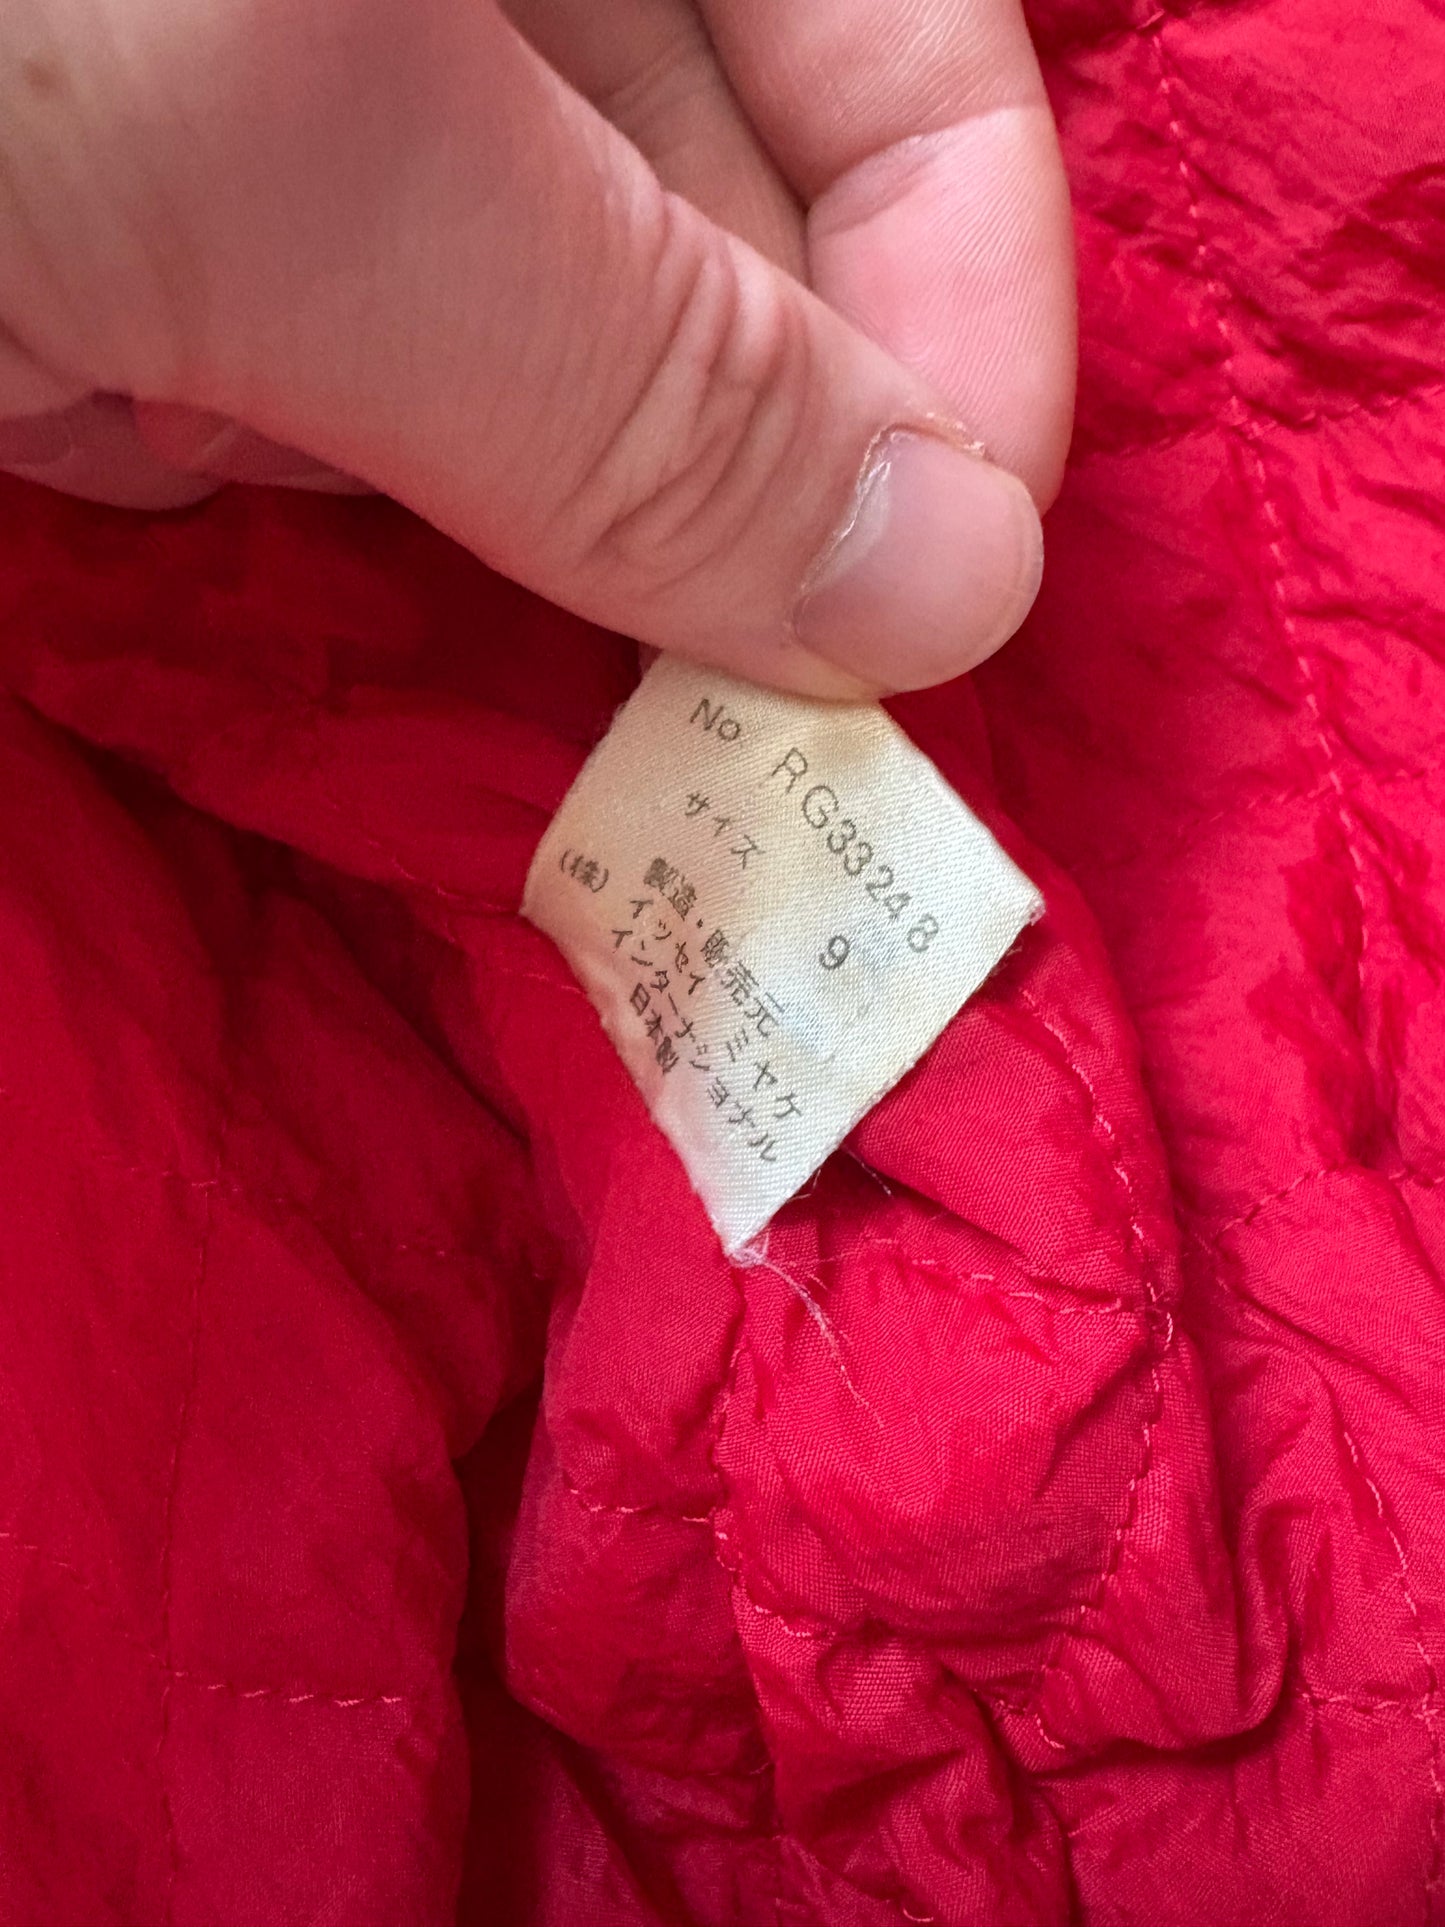 No RG33248
サイズ 9
製造・販売元
(株) イッセイ ミヤケ
インターナショナル
日本製